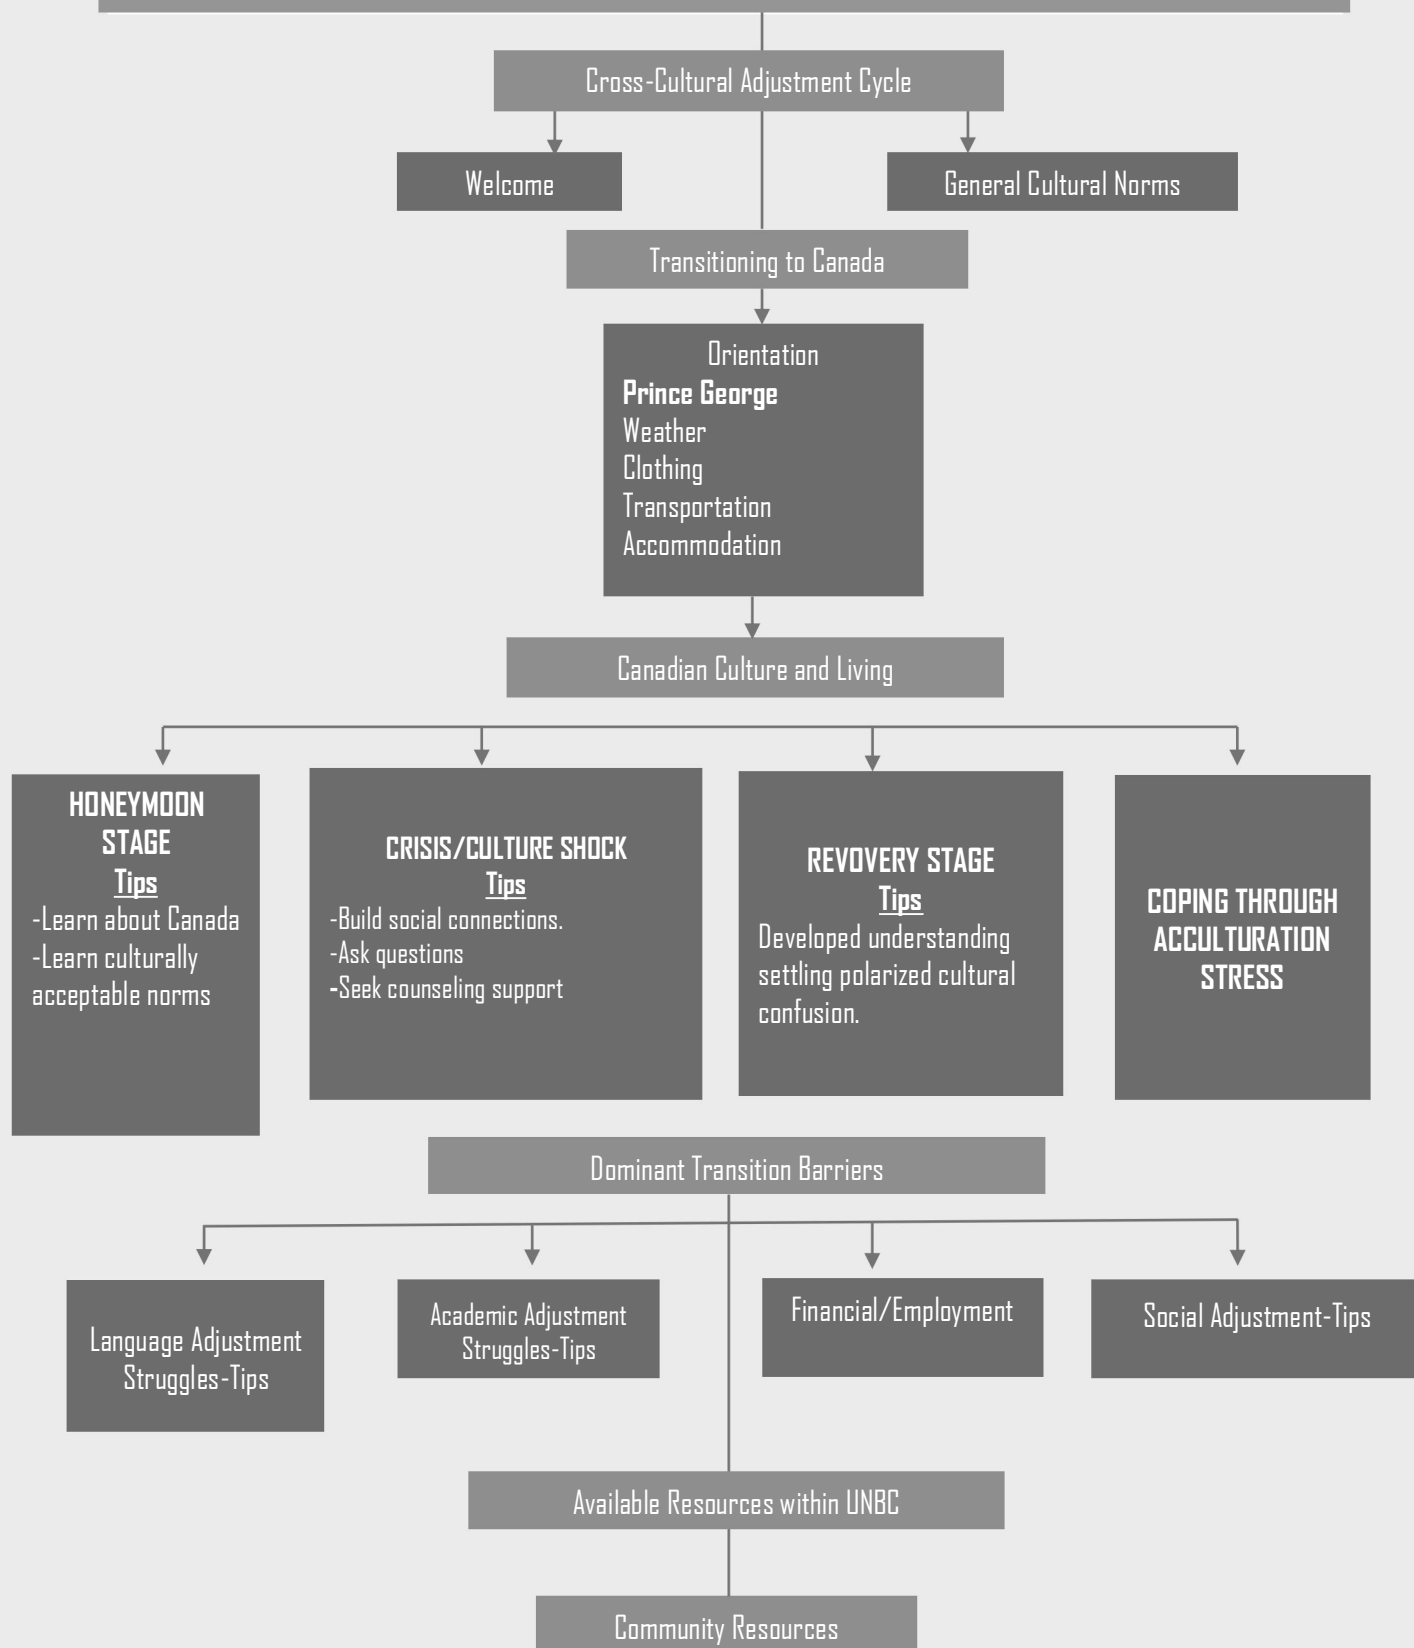 Cross-Cultural Adjustment Cycle
Welcome
General Cultural Norms
Transitioning to Canada
Orientation
Prince George
Weather
Clothing
Transportation
Accommodation
Canadian Culture and Living
HONEYMOON
STAGE
Tips
-Learn about Canada
-Learn culturally
acceptable norms
CRISIS/CULTURE SHOCK
Tips
-Build social connections.
-Ask questions
-Seek counseling support
REVOVERY STAGE
Tips
Developed understanding
settling polarized cultural
confusion.
COPING THROUGH
ACCULTURATION
STRESS
Dominant Transition Barriers
Language Adjustment
Struggles-Tips
Academic Adjustment
Struggles-Tips
Financial/Employment
Social Adjustment-Tips
Available Resources within UNBC
Community Resources